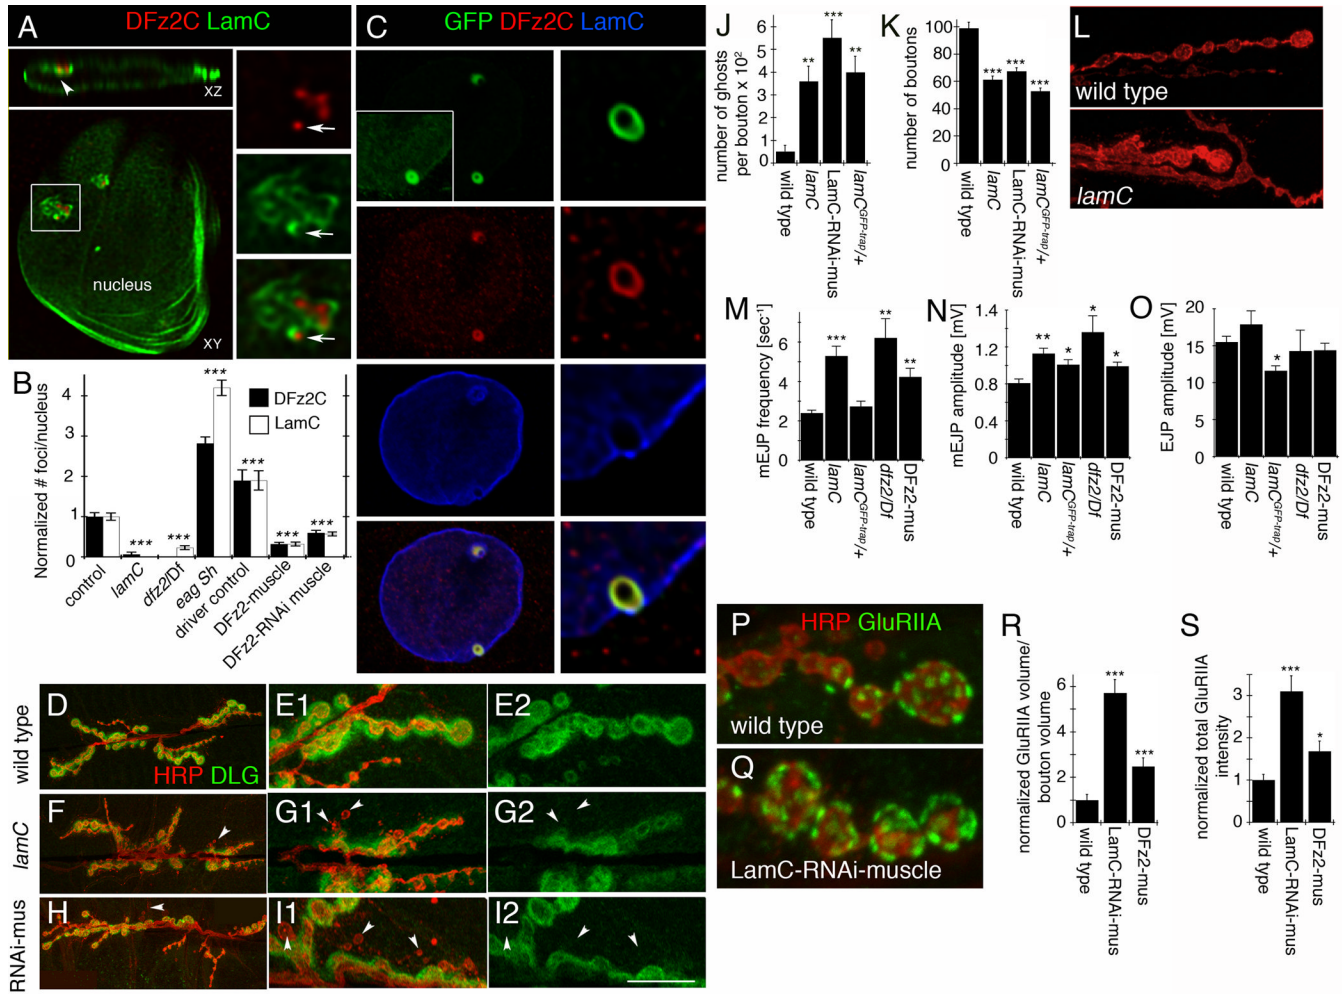 A
DFz2C LamC
XZ
nucleus
XY
B
Normalized # foci/nucleus
4
3
2
1
0
***
***
***
***
***
***
DFz2C
LamC
control
lamC
dfz2/Df
eag Sh
driver control
DFz2-muscle
DFz2-RNAi muscle
C
GFP DFz2C LamC
wild type
D
HRP DLG
E1
E2
lamC
F
G1
G2
RNAi-mus
H
I1
I2
J
number of ghosts
per bouton x 10²
6
5
4
3
2
1
0
**
***
**
wild type
lamC
LamC-RNAi-mus
lamC^GFP-trap/+
K
number of boutons
100
80
60
40
20
0
***
***
***
wild type
lamC
LamC-RNAi-mus
lamC^GFP-trap/+
L
wild type
lamC
M
mEJP frequency [sec⁻¹]
6
4
2
0
***
**
**
wild type
lamC
lamC^GFP-trap/+
dfz2/Df
DFz2-mus
N
mEJP amplitude [mV]
1.4
1.2
0.8
0.4
0
**
*
*
*
wild type
lamC
lamC^GFP-trap/+
dfz2/Df
DFz2-mus
O
EJP amplitude [mV]
20
15
10
5
0
*
wild type
lamC
lamC^GFP-trap/+
dfz2/Df
DFz2-mus
P
HRP GluRIIA
wild type
Q
LamC-RNAi-muscle
R
normalized GluRIIA volume/
bouton volume
6
4
2
0
***
***
wild type
LamC-RNAi-mus
DFz2-mus
S
normalized total GluRIIA
intensity
3
2
1
0
***
*
wild type
LamC-RNAi-mus
DFz2-mus